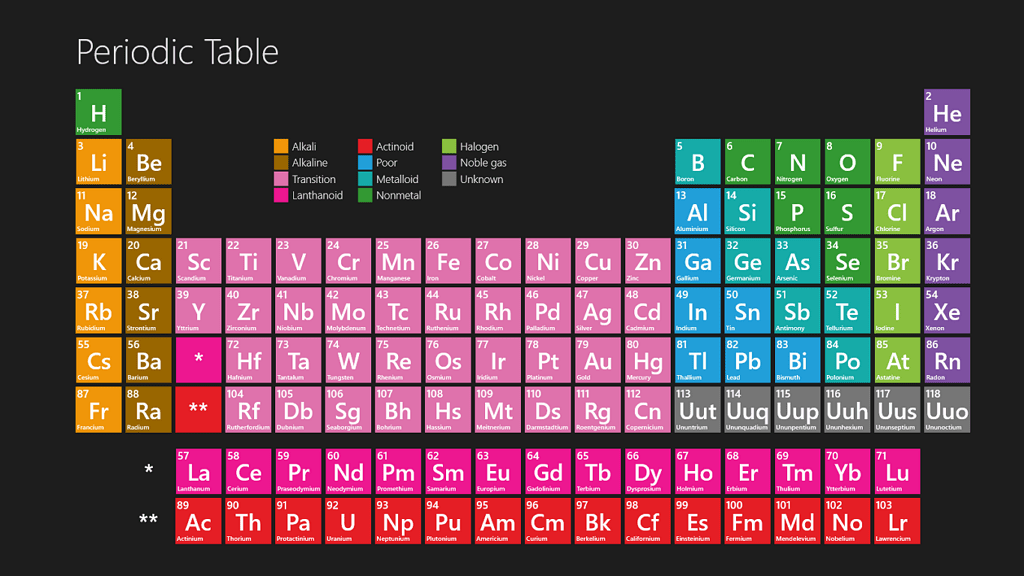 Periodic Table
1
H
Hydrogen
2
He
Helium
Alkali
Alkaline
Transition
Lanthanoid
Actinoid
Poor
Metalloid
Nonmetal
Halogen
Noble gas
Unknown
3 4 5 6 7 8 9 10
Li Be B C N O F Ne
Lithium Beryllium Boron Carbon Nitrogen Oxygen Fluorine Neon
11 12 13 14 15 16 17 18
Na Mg Al Si P S Cl Ar
Sodium Magnesium Aluminium Silicon Phosphorus Sulfur Chlorine Argon
19 20 21 22 23 24 25 26 27 28 29 30 31 32 33 34 35 36
K Ca Sc Ti V Cr Mn Fe Co Ni Cu Zn Ga Ge As Se Br Kr
Potassium Calcium Scandium Titanium Vanadium Chromium Manganese Iron Cobalt Nickel Copper Zinc Gallium Germanium Arsenic Selenium Bromine Krypton
37 38 39 40 41 42 43 44 45 46 47 48 49 50 51 52 53 54
Rb Sr Y Zr Nb Mo Tc Ru Rh Pd Ag Cd In Sn Sb Te I Xe
Rubidium Strontium Yttrium Zirconium Niobium Molybdenum Technetium Ruthenium Rhodium Palladium Silver Cadmium Indium Tin Antimony Tellurium Iodine Xenon
55 56 72 73 74 75 76 77 78 79 80 81 82 83 84 85 86
Cs Ba * Hf Ta W Re Os Ir Pt Au Hg Tl Pb Bi Po At Rn
Cesium Barium Hafnium Tantalum Tungsten Rhenium Osmium Iridium Platinum Gold Mercury Thallium Lead Bismuth Polonium Astatine Radon
87 88 104 105 106 107 108 109 110 111 112 113 114 115 116 117 118
Fr Ra ** Rf Db Sg Bh Hs Mt Ds Rg Cn Uut Uuq Uup Uuh Uus Uuo
Francium Radium Rutherfordium Dubnium Seaborgium Bohrium Hassium Meitnerium Darmstadtium Roentgenium Copernicium Ununtrium Ununquadium Ununpentium Ununhexium Ununseptium Ununoctium
57 58 59 60 61 62 63 64 65 66 67 68 69 70 71
* La Ce Pr Nd Pm Sm Eu Gd Tb Dy Ho Er Tm Yb Lu
Lanthanum Cerium Praseodymium Neodymium Promethium Samarium Europium Gadolinium Terbium Dysprosium Holmium Erbium Thulium Ytterbium Lutetium
89 90 91 92 93 94 95 96 97 98 99 100 101 102 103
** Ac Th Pa U Np Pu Am Cm Bk Cf Es Fm Md No Lr
Actinium Thorium Protactinium Uranium Neptunium Plutonium Americium Curium Berkelium Californium Einsteinium Fermium Mendelevium Nobelium Lawrencium